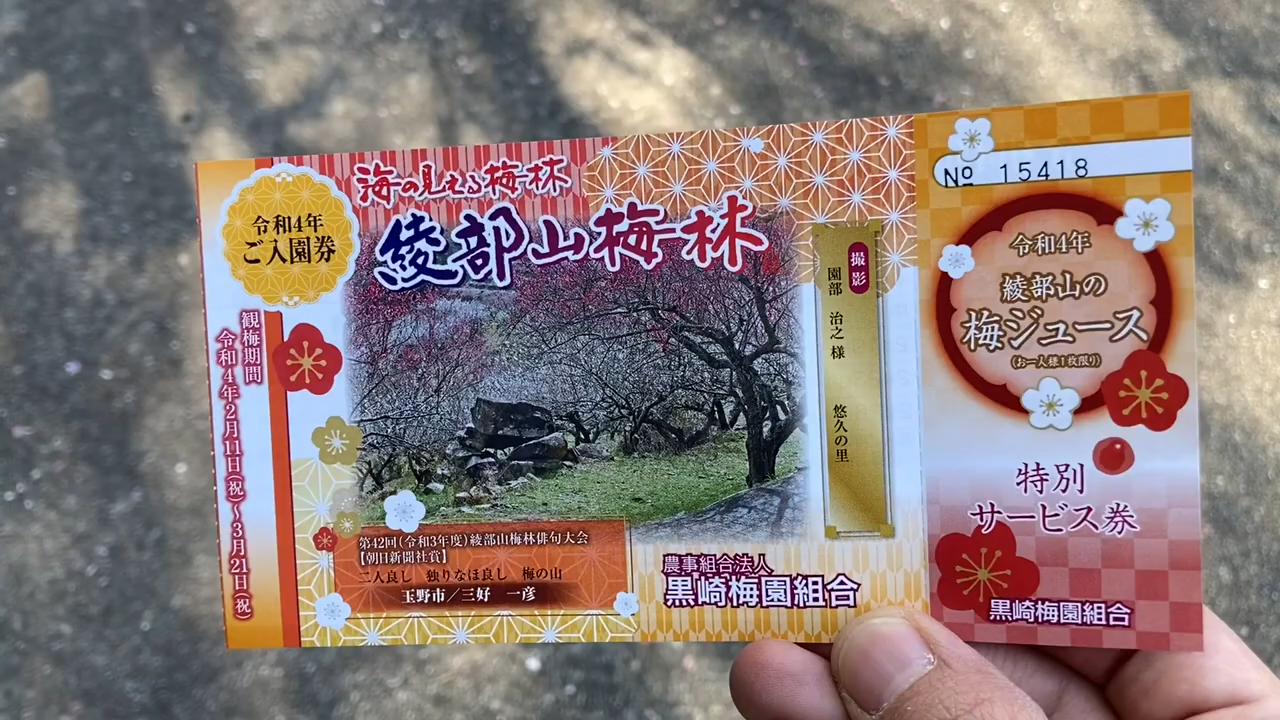 令和4年
ご入園券
観梅期間
令和4年2月11日(祝)〜3月21日(祝)
海の見える梅林
綾部山梅林
撮影
園部 治之 様 悠久の里
第42回(令和3年度)綾部山梅林俳句大会
【朝日新聞社賞】
二人良し 独りなほ良し 梅の山
玉野市/三好 一彦
農事組合法人
黒崎梅園組合
№ 15418
令和4年
綾部山の
梅ジュース
(お一人様1枚限り)
特別
サービス券
黒崎梅園組合